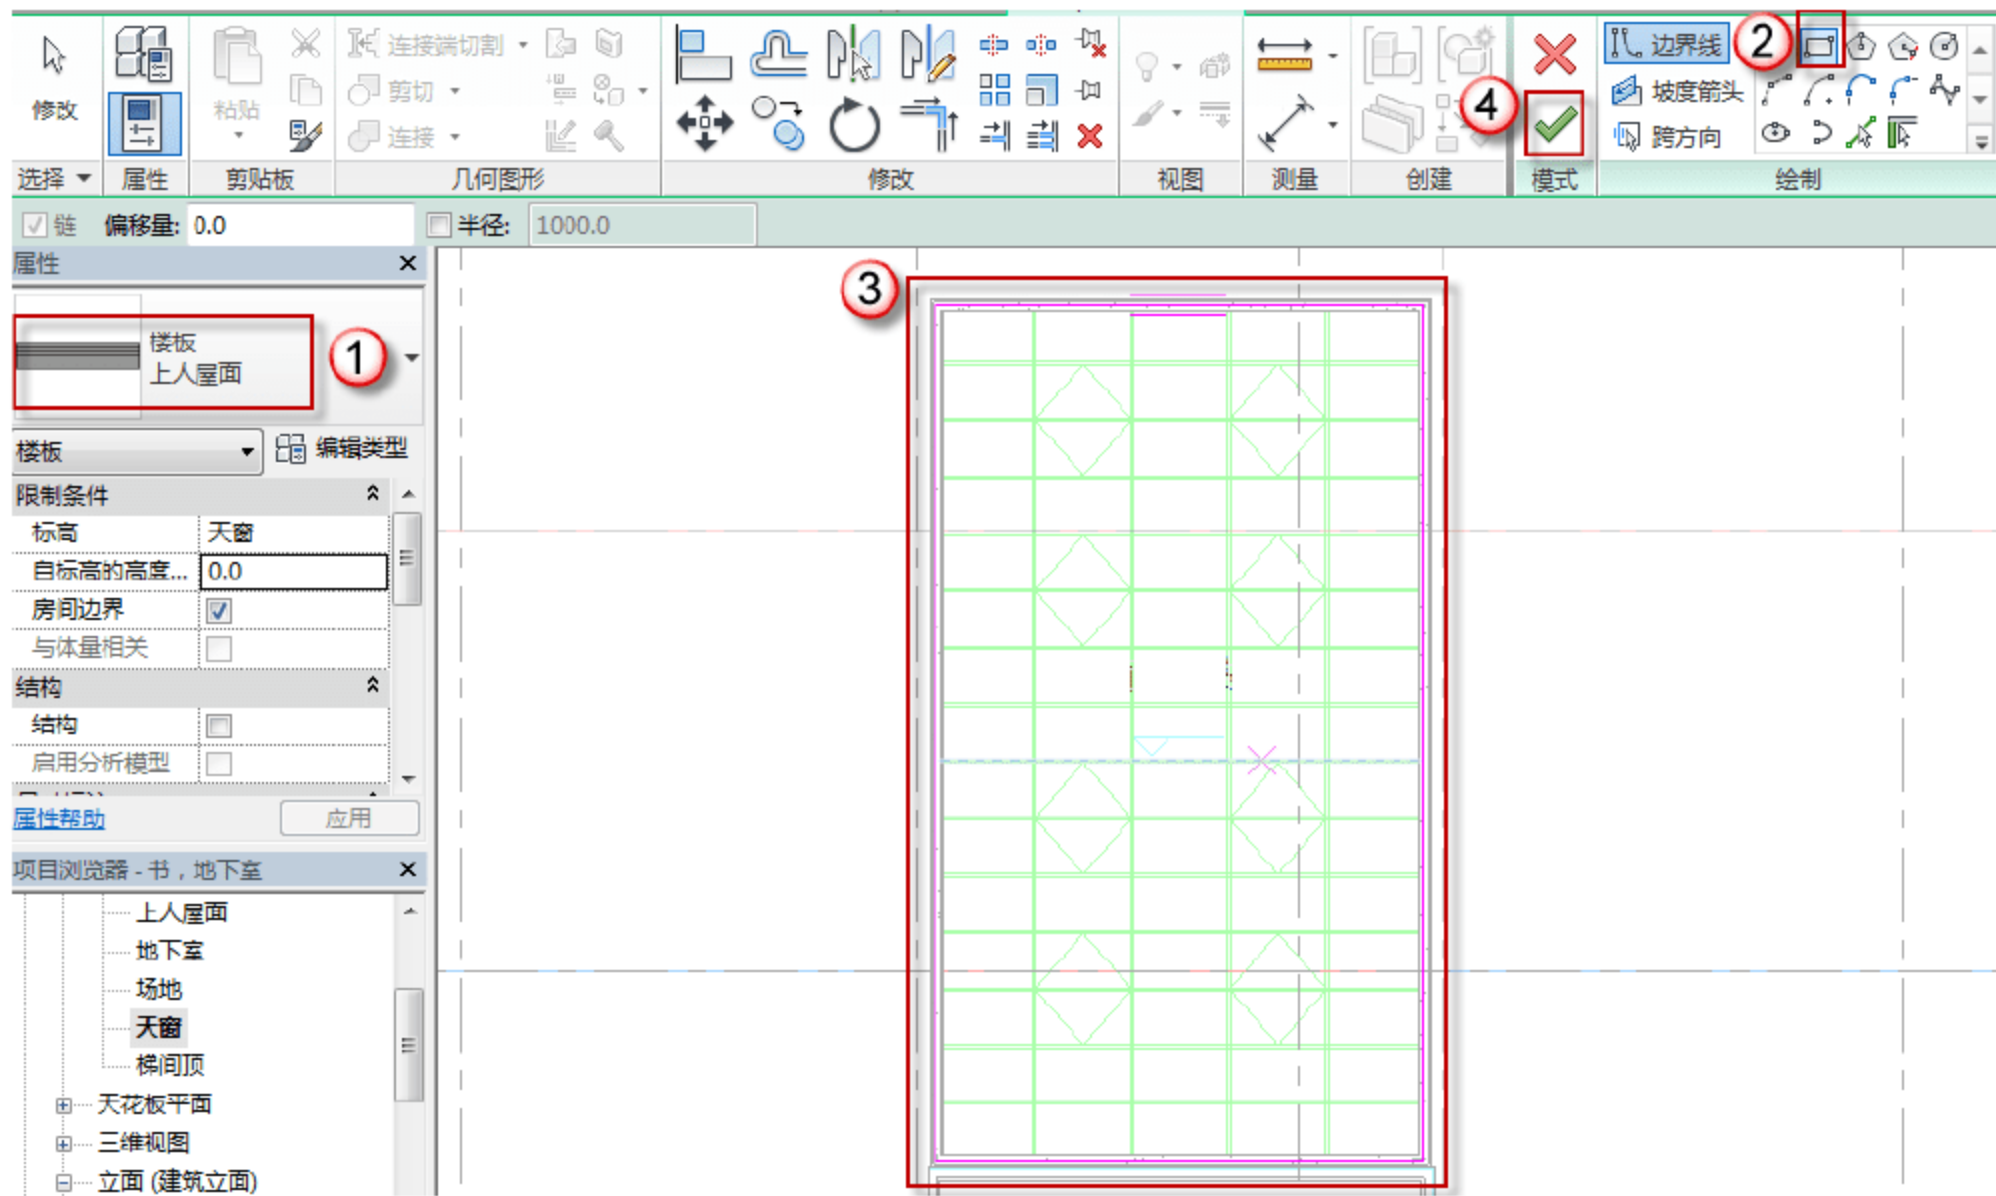 修改
粘贴
连接端切割
剪切
连接
边界线
坡度箭头
跨方向
2
4
选择 属性 剪贴板 几何图形 修改 视图 测量 创建 模式 绘制
链 偏移量: 0.0 半径: 1000.0
属性
楼板
上人屋面
1
3
楼板 编辑类型
限制条件
标高 天窗
自标高的高度... 0.0
房间边界
与体量相关
结构
结构
启用分析模型
属性帮助 应用
项目浏览器 - 书，地下室
上人屋面
地下室
场地
天窗
梯间顶
天花板平面
三维视图
立面 (建筑立面)